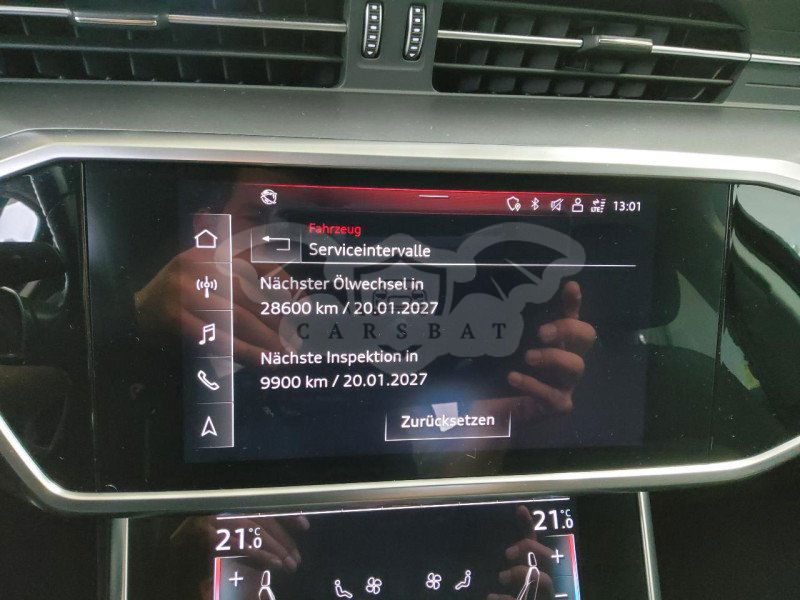 13:01
LTE
Fahrzeug
Serviceintervalle
Nächster Ölwechsel in
28600 km / 20.01.2027
CARSBAT
Nächste Inspektion in
9900 km / 20.01.2027
Zurücksetzen
21.0 °C
21.0 °C